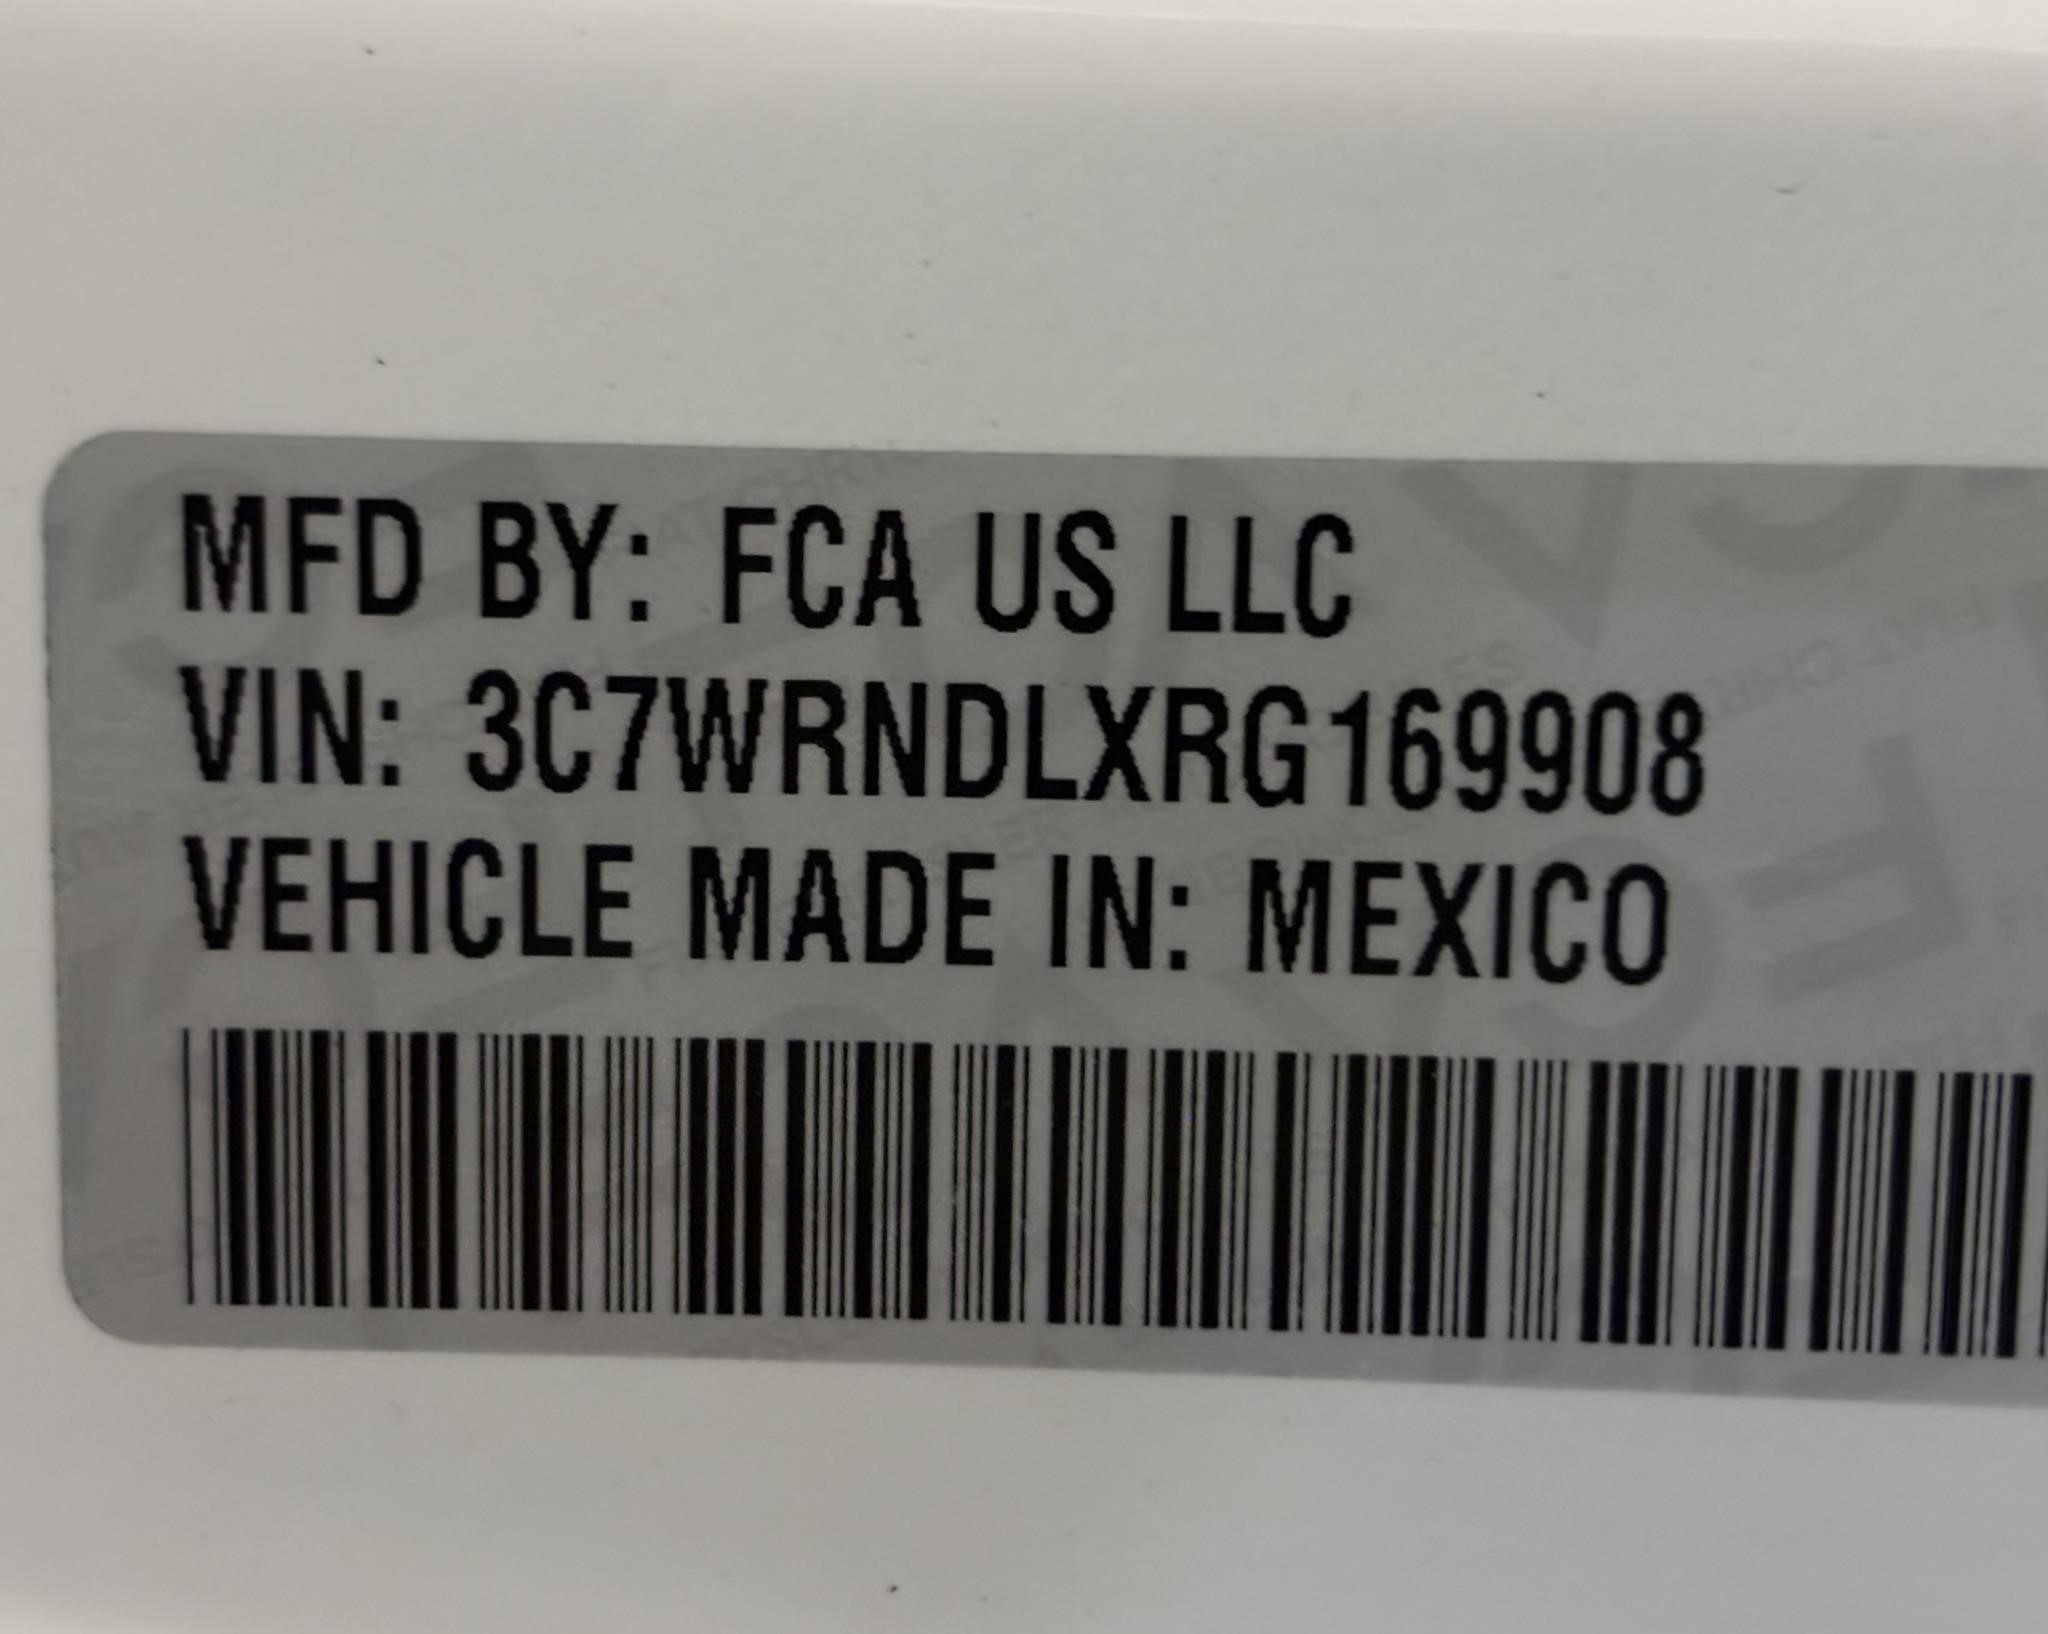 MFD BY: FCA US LLC
VIN: 3C7WRNDLXRG169908
VEHICLE MADE IN: MEXICO